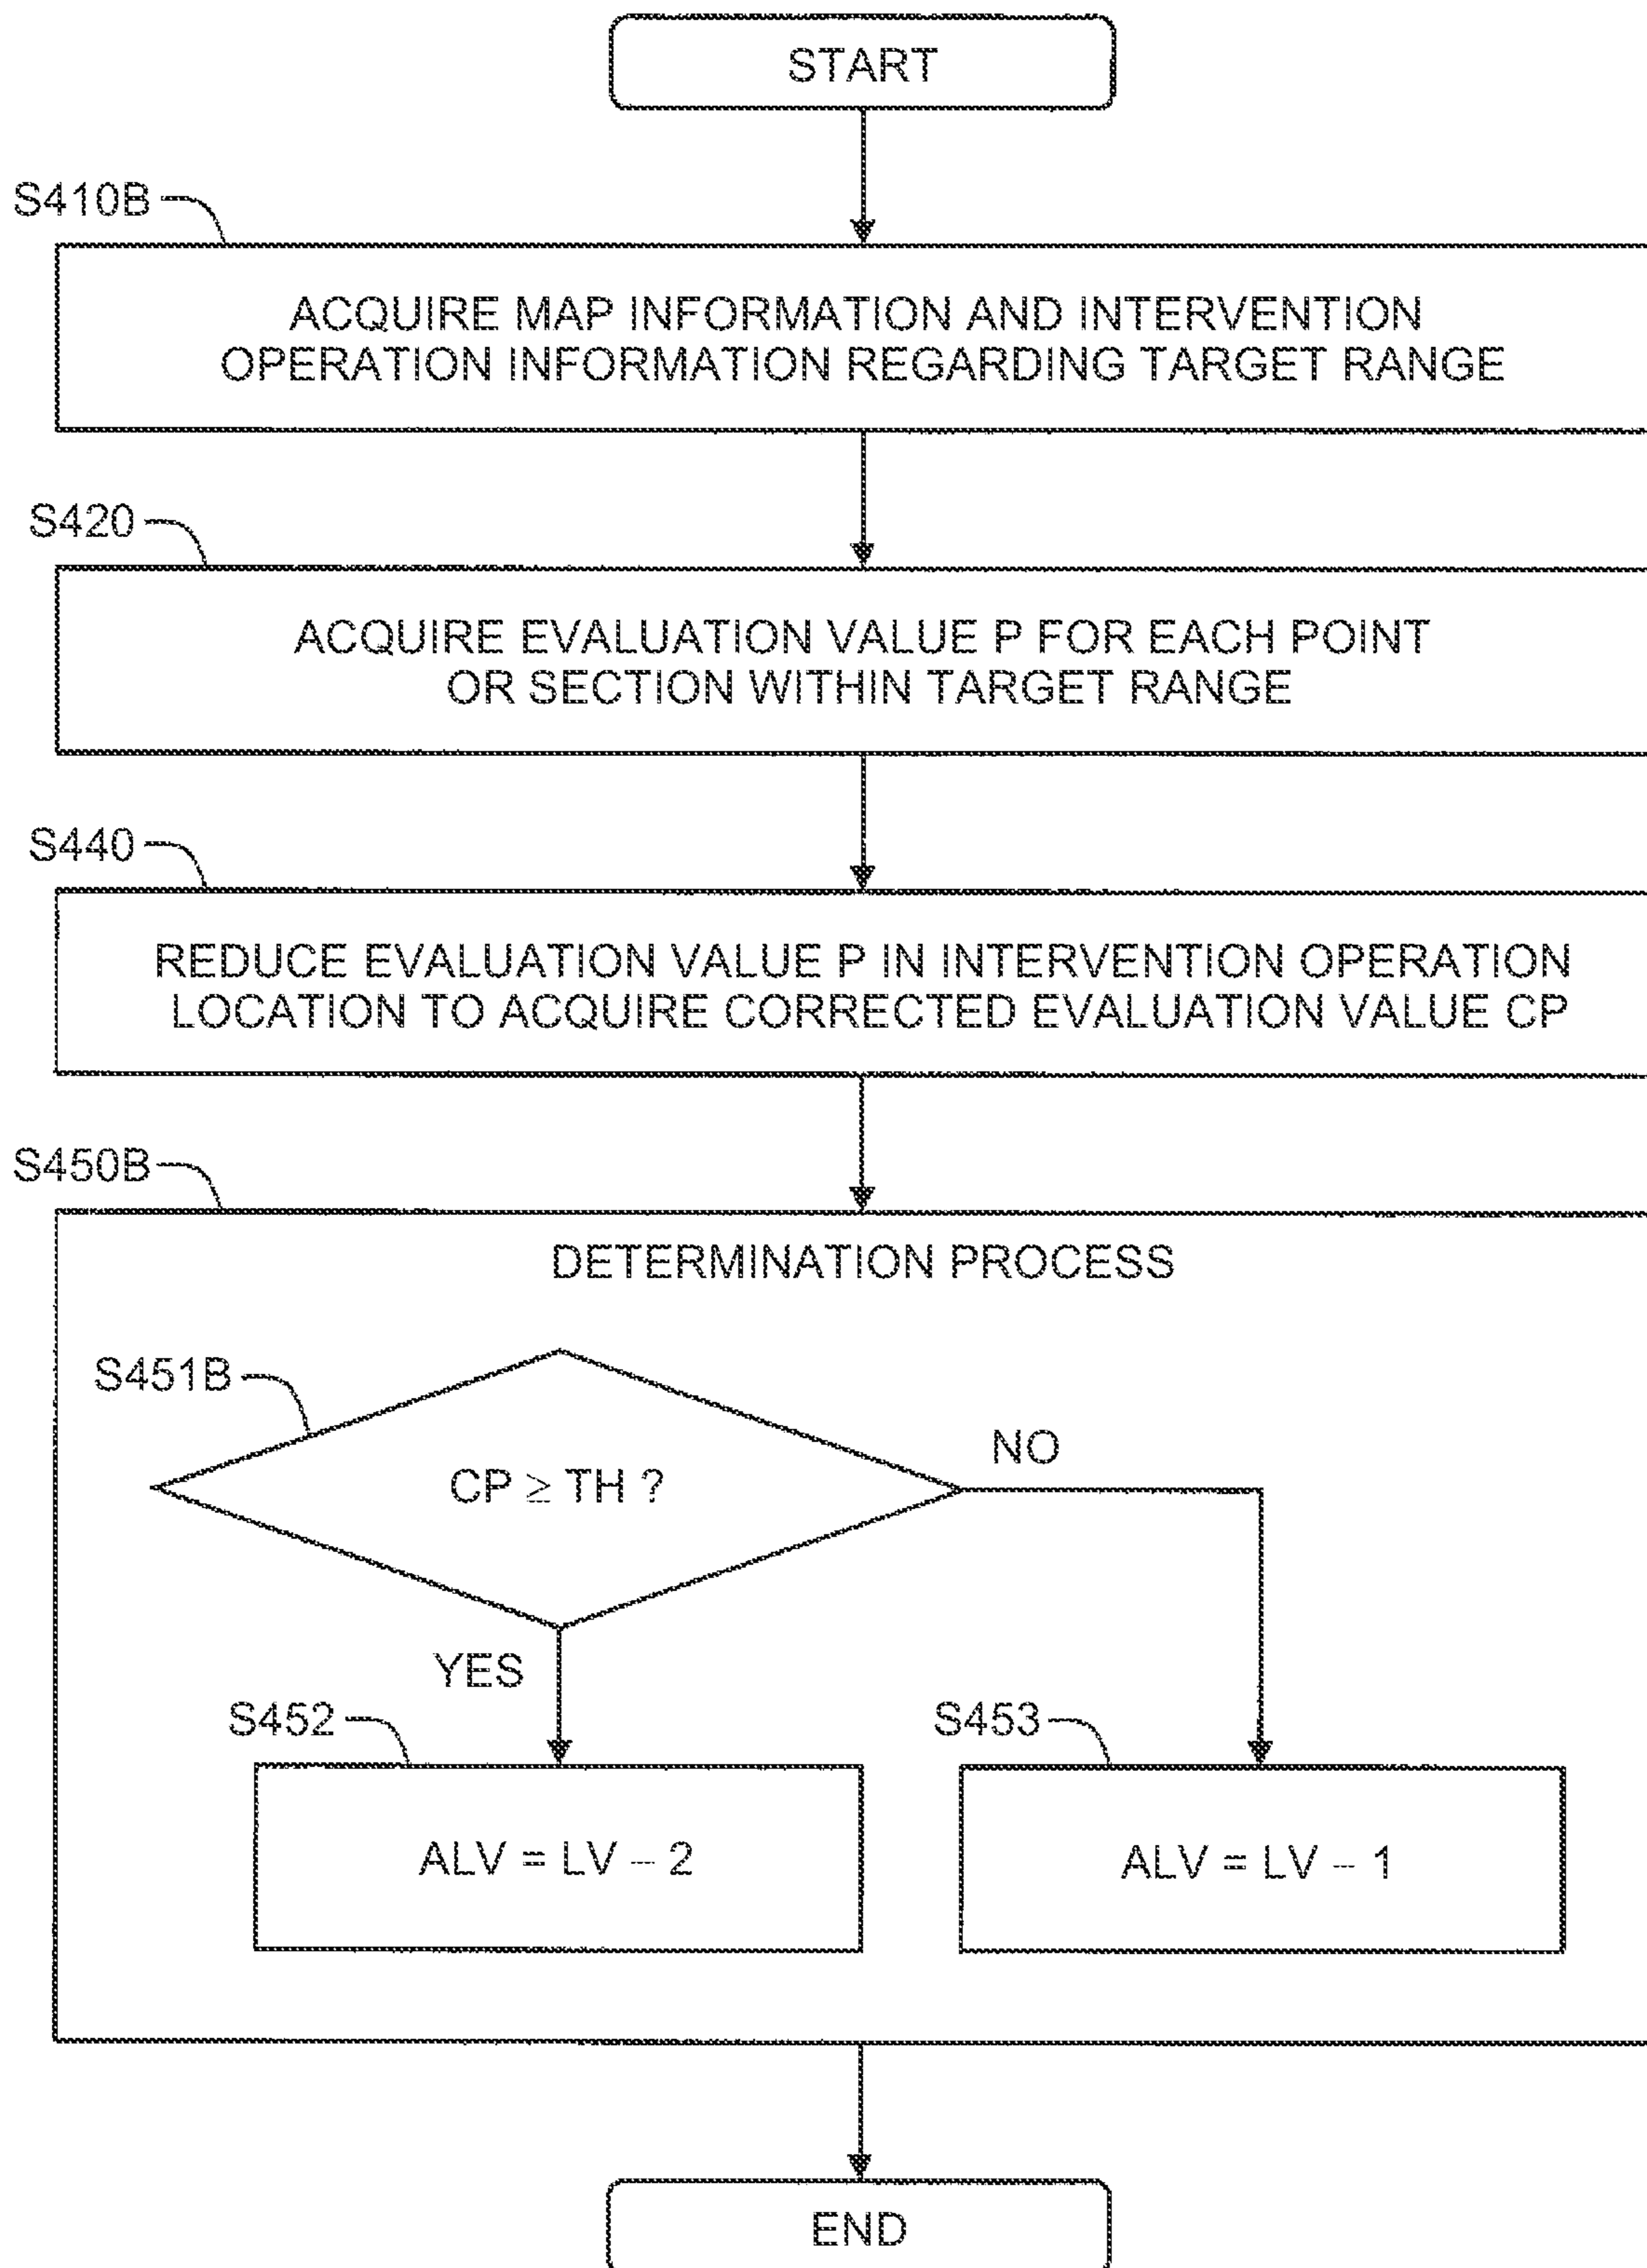 START
S410B
ACQUIRE MAP INFORMATION AND INTERVENTION
OPERATION INFORMATION REGARDING TARGET RANGE
S420
ACQUIRE EVALUATION VALUE P FOR EACH POINT
OR SECTION WITHIN TARGET RANGE
S440
REDUCE EVALUATION VALUE P IN INTERVENTION OPERATION
LOCATION TO ACQUIRE CORRECTED EVALUATION VALUE CP
S450B
DETERMINATION PROCESS
S451B
CP ≥ TH ?
NO
YES
S452
S453
ALV = LV – 2
ALV = LV – 1
END